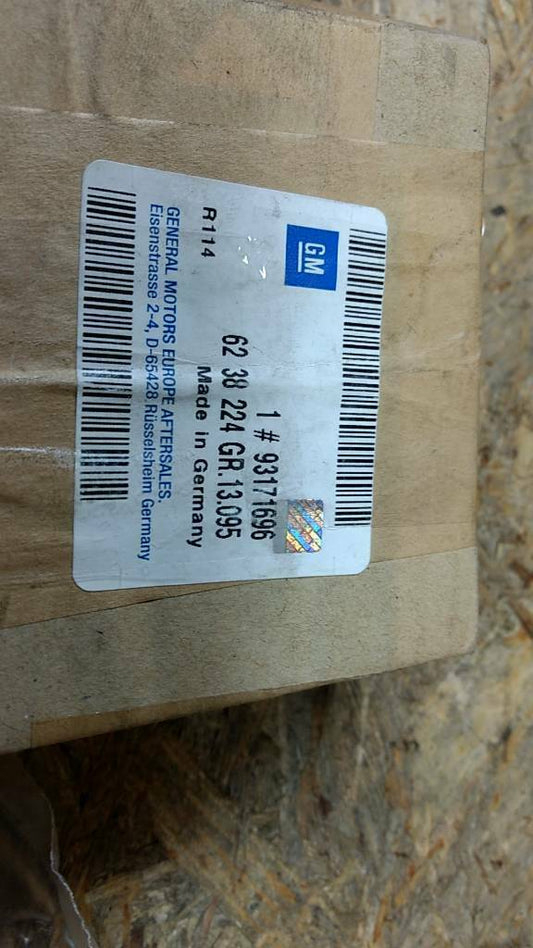 GM
1 # 93171696
62 38 224 GR.13.095
R114
Made in Germany
GENERAL MOTORS EUROPE AFTERSALES.
Eisenstrasse 2-4, D-65428 Rüsselsheim Germany